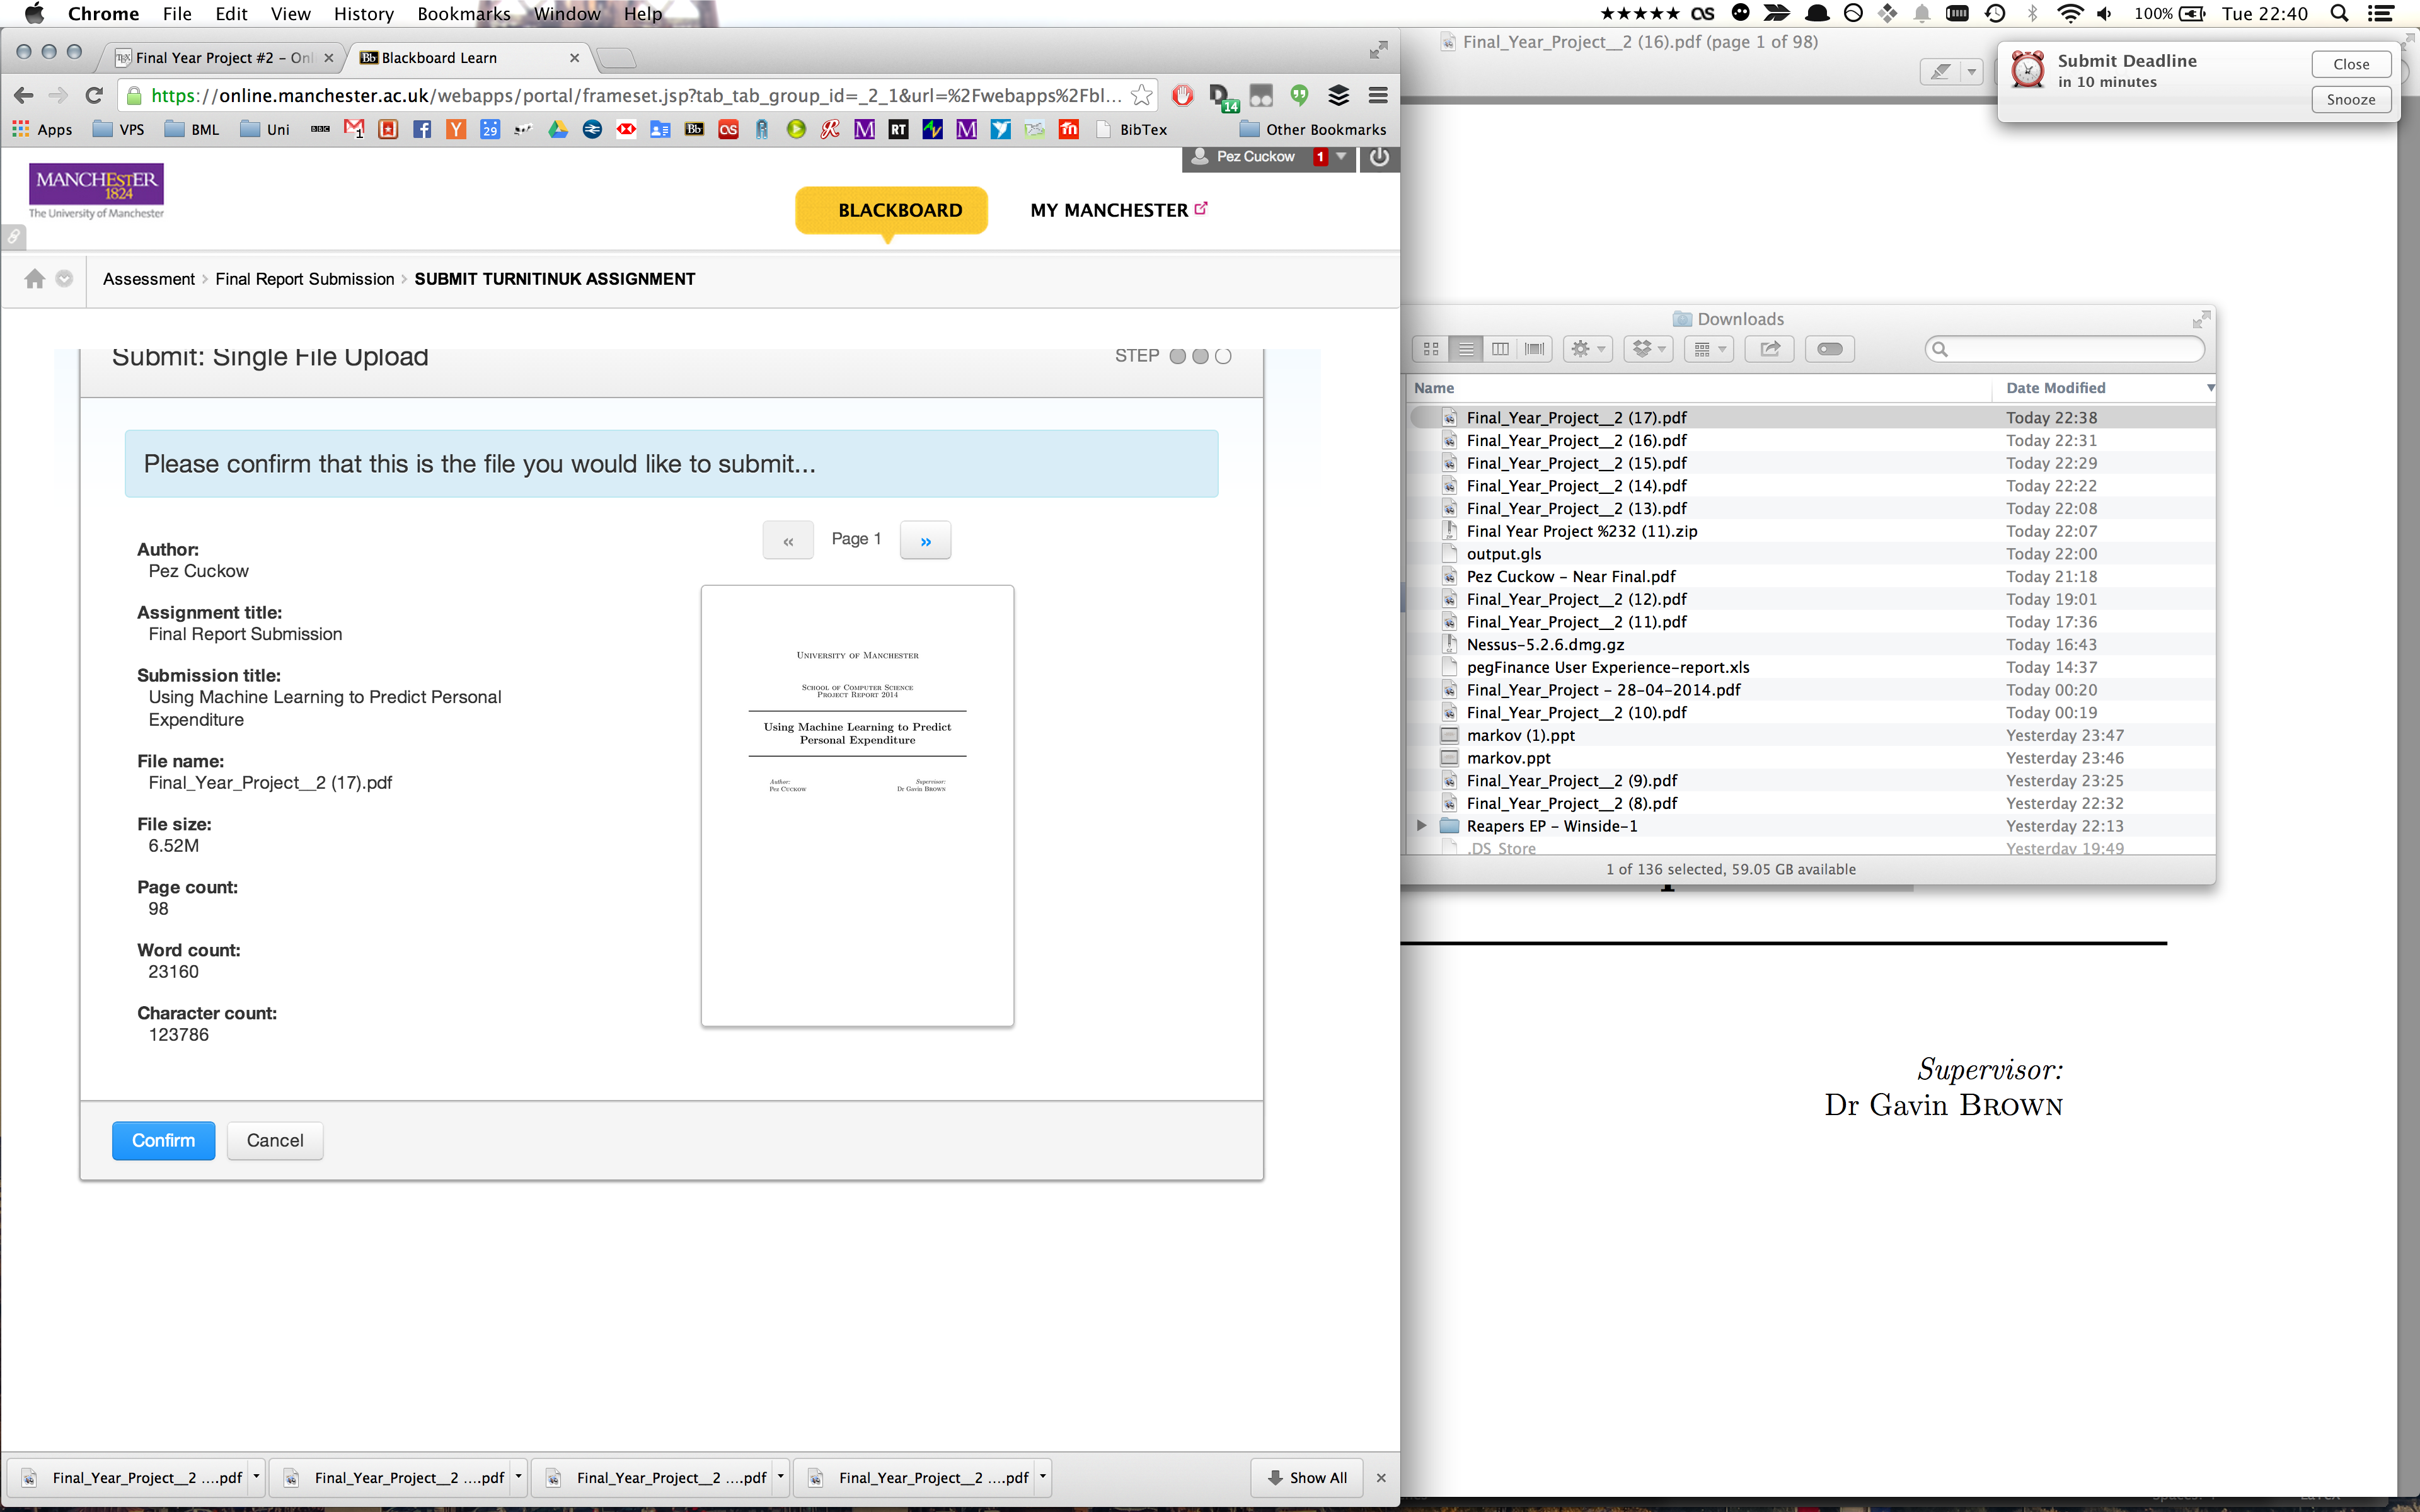 Chrome File Edit View History Bookmarks Window Help
100% Tue 22:40
Final Year Project #2 – Onl
Blackboard Learn
https://online.manchester.ac.uk/webapps/portal/frameset.jsp?tab_tab_group_id=_2_1&url=%2Fwebapps%2Fbl...
14
Apps VPS BML Uni BBC 1 29 Bb RT BibTex Other Bookmarks
Pez Cuckow 1
MANCHESTER
1824
The University of Manchester
BLACKBOARD
MY MANCHESTER
Assessment > Final Report Submission > SUBMIT TURNITINUK ASSIGNMENT
Submit: Single File Upload
STEP
Please confirm that this is the file you would like to submit...
« Page 1 »
Author:
Pez Cuckow
Assignment title:
Final Report Submission
Submission title:
Using Machine Learning to Predict Personal
Expenditure
File name:
Final_Year_Project__2 (17).pdf
File size:
6.52M
Page count:
98
Word count:
23160
Character count:
123786
University of Manchester
School of Computer Science
Project Report 2014
Using Machine Learning to Predict
Personal Expenditure
Author:
Pez Cuckow
Supervisor:
Dr Gavin Brown
Confirm Cancel
Final_Year_Project__2 ....pdf
Final_Year_Project__2 ....pdf
Final_Year_Project__2 ....pdf
Final_Year_Project__2 ....pdf
Show All
Final_Year_Project__2 (16).pdf (page 1 of 98)
Submit Deadline
in 10 minutes
Close
Snooze
Downloads
Name Date Modified
Final_Year_Project__2 (17).pdf Today 22:38
Final_Year_Project__2 (16).pdf Today 22:31
Final_Year_Project__2 (15).pdf Today 22:29
Final_Year_Project__2 (14).pdf Today 22:22
Final_Year_Project__2 (13).pdf Today 22:08
Final Year Project %232 (11).zip Today 22:07
output.gls Today 22:00
Pez Cuckow – Near Final.pdf Today 21:18
Final_Year_Project__2 (12).pdf Today 19:01
Final_Year_Project__2 (11).pdf Today 17:36
Nessus-5.2.6.dmg.gz Today 16:43
pegFinance User Experience-report.xls Today 14:37
Final_Year_Project – 28-04-2014.pdf Today 00:20
Final_Year_Project__2 (10).pdf Today 00:19
markov (1).ppt Yesterday 23:47
markov.ppt Yesterday 23:46
Final_Year_Project__2 (9).pdf Yesterday 23:25
Final_Year_Project__2 (8).pdf Yesterday 22:32
Reapers EP – Winside-1 Yesterday 22:13
.DS_Store Yesterday 19:49
1 of 136 selected, 59.05 GB available
Supervisor:
Dr Gavin Brown